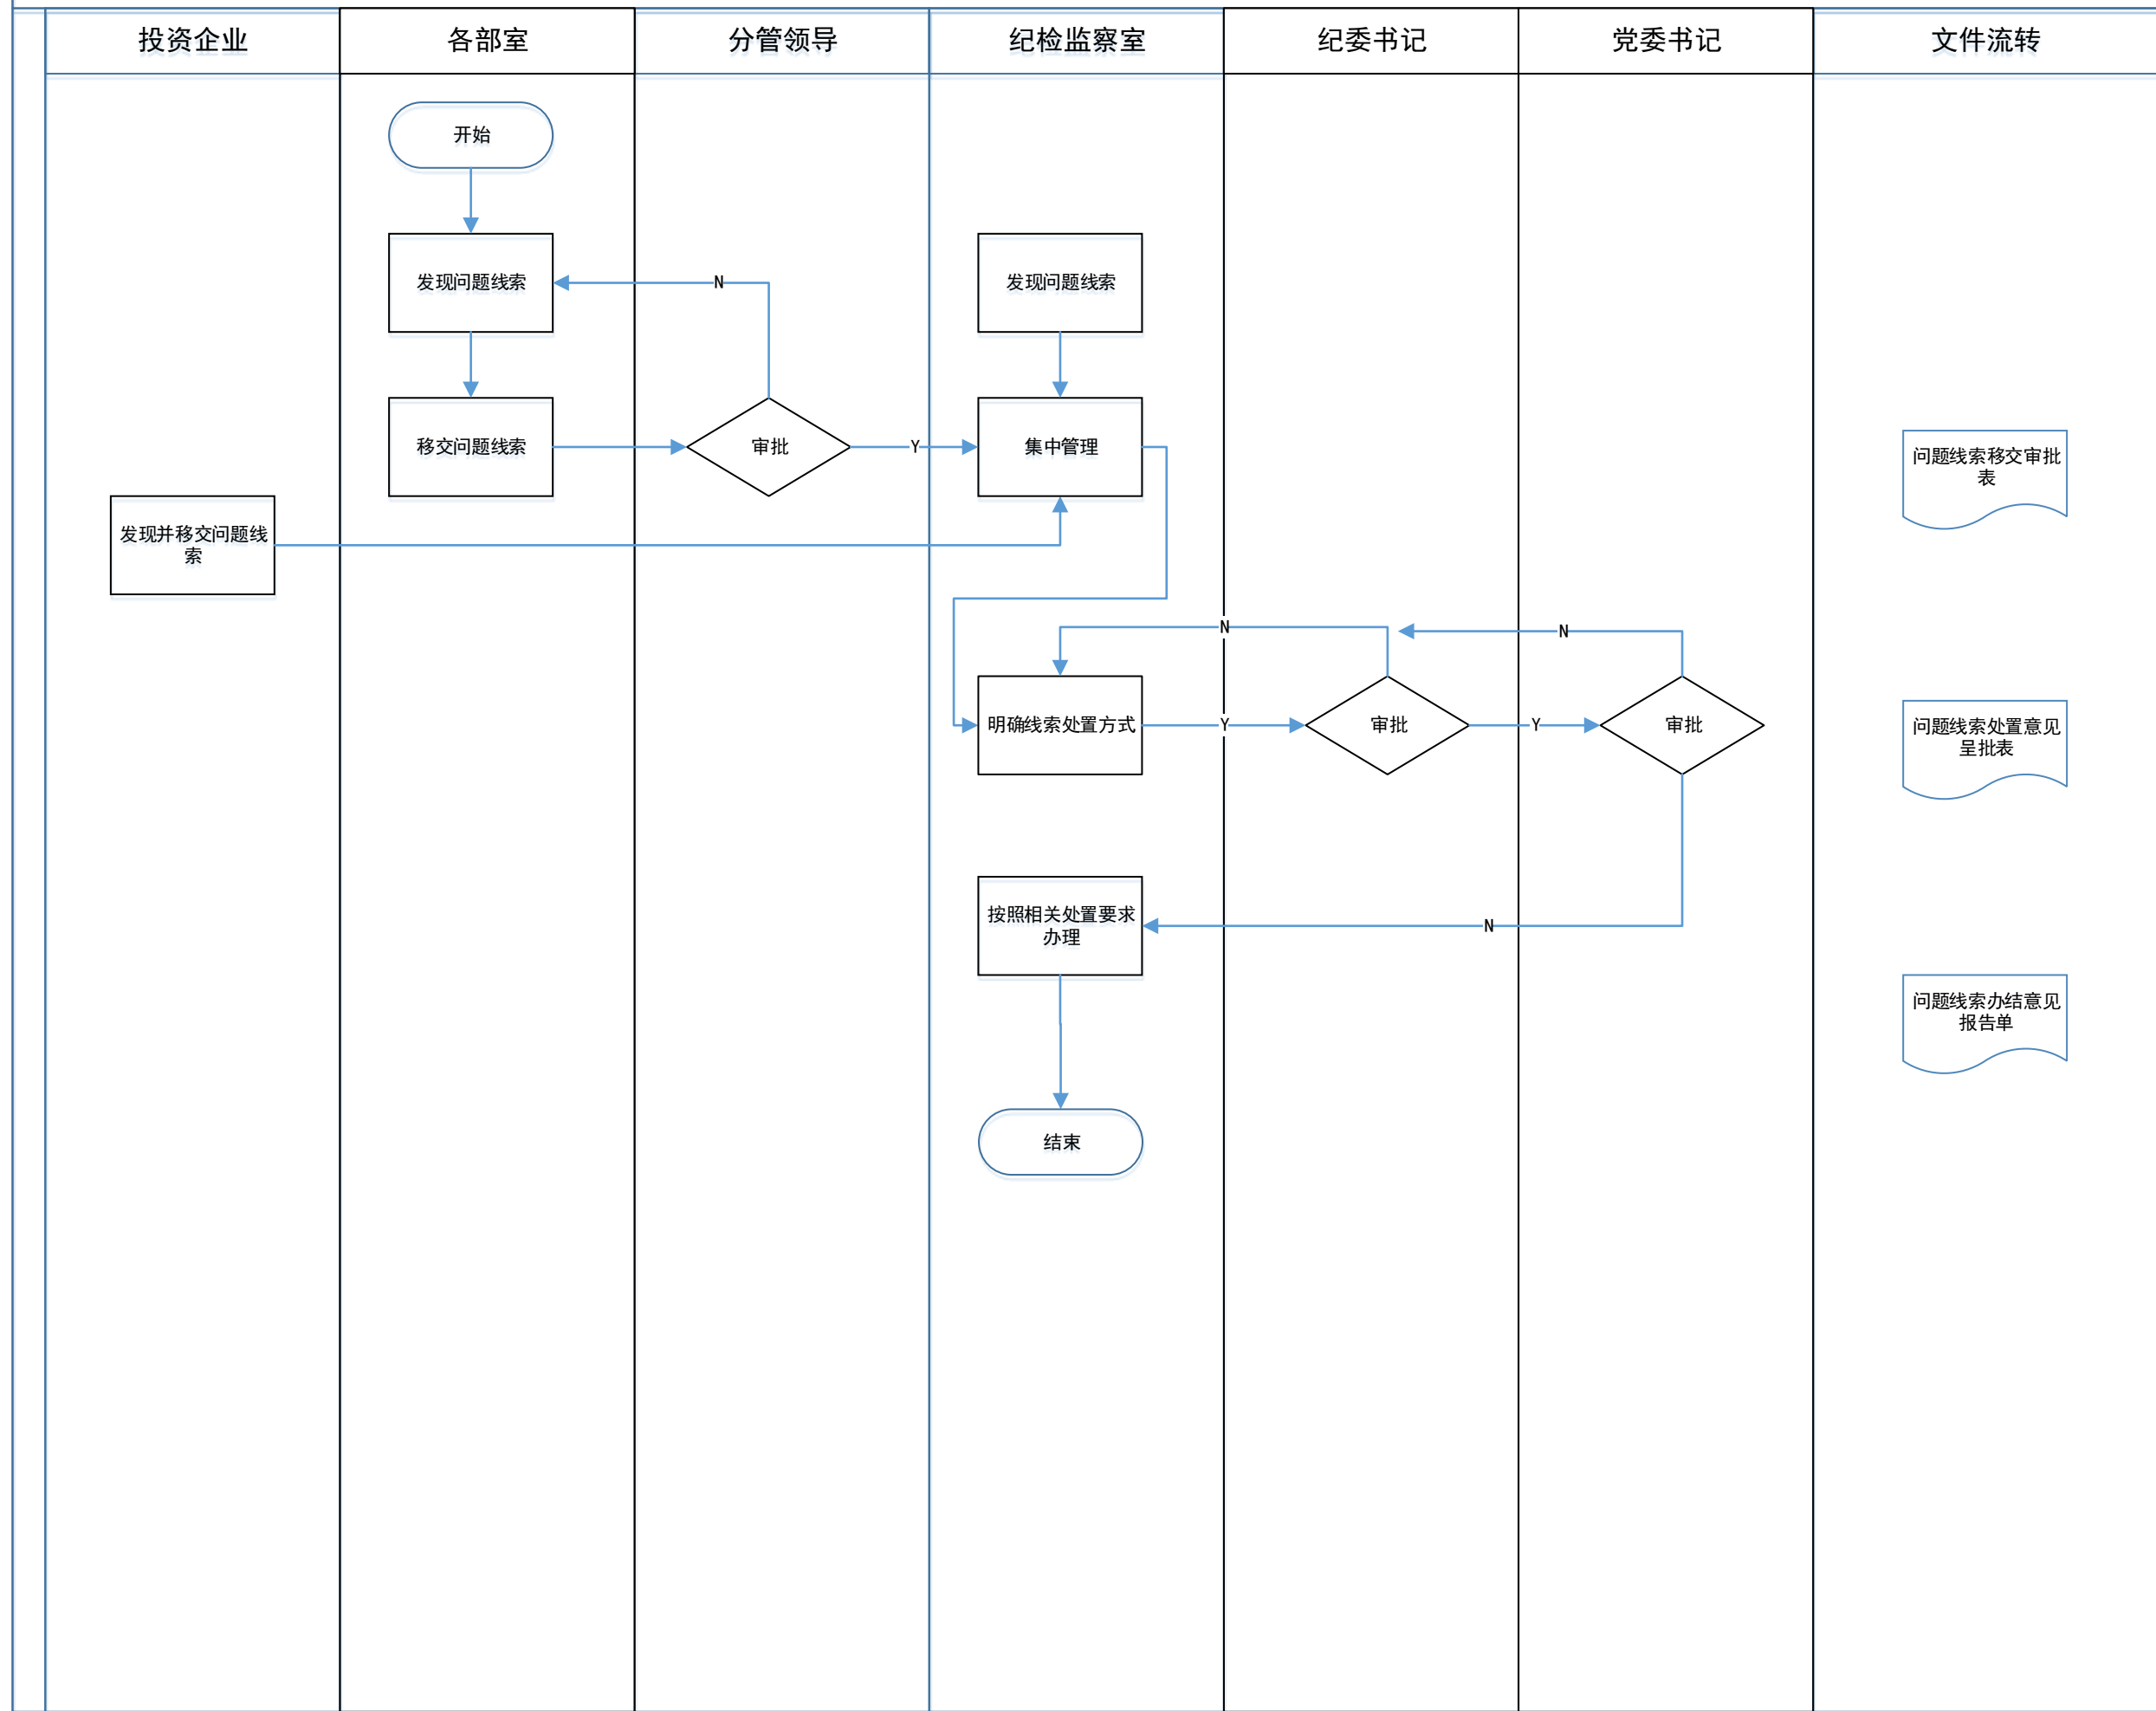 投资企业
各部室
分管领导
纪检监察室
纪委书记
党委书记
文件流转
开始
发现问题线索
N
发现问题线索
移交问题线索
审批
Y
集中管理
问题线索移交审批
表
发现并移交问题线
索
N
N
明确线索处置方式
Y
审批
Y
审批
问题线索处置意见
呈批表
按照相关处置要求
办理
N
问题线索办结意见
报告单
结束